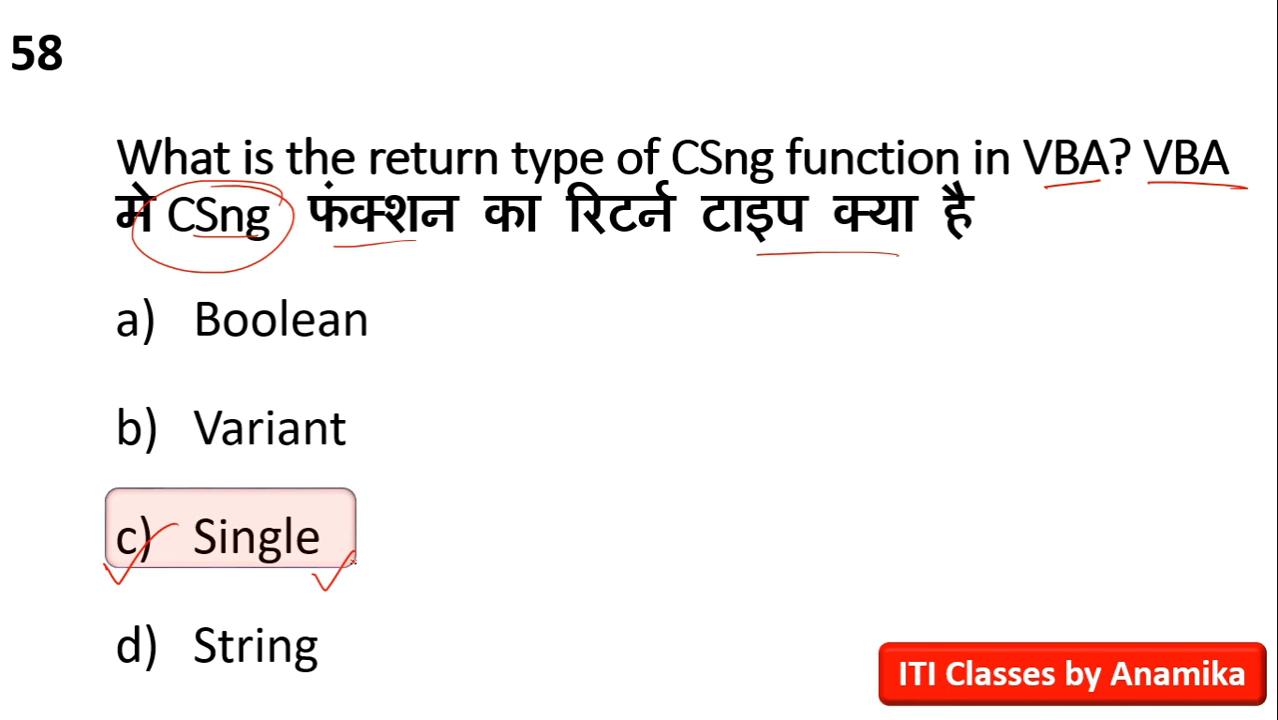 58
What is the return type of CSng function in VBA? VBA
मे CSng फंक्शन का रिटर्न टाइप क्या है
a) Boolean
b) Variant
c) Single
d) String
ITI Classes by Anamika